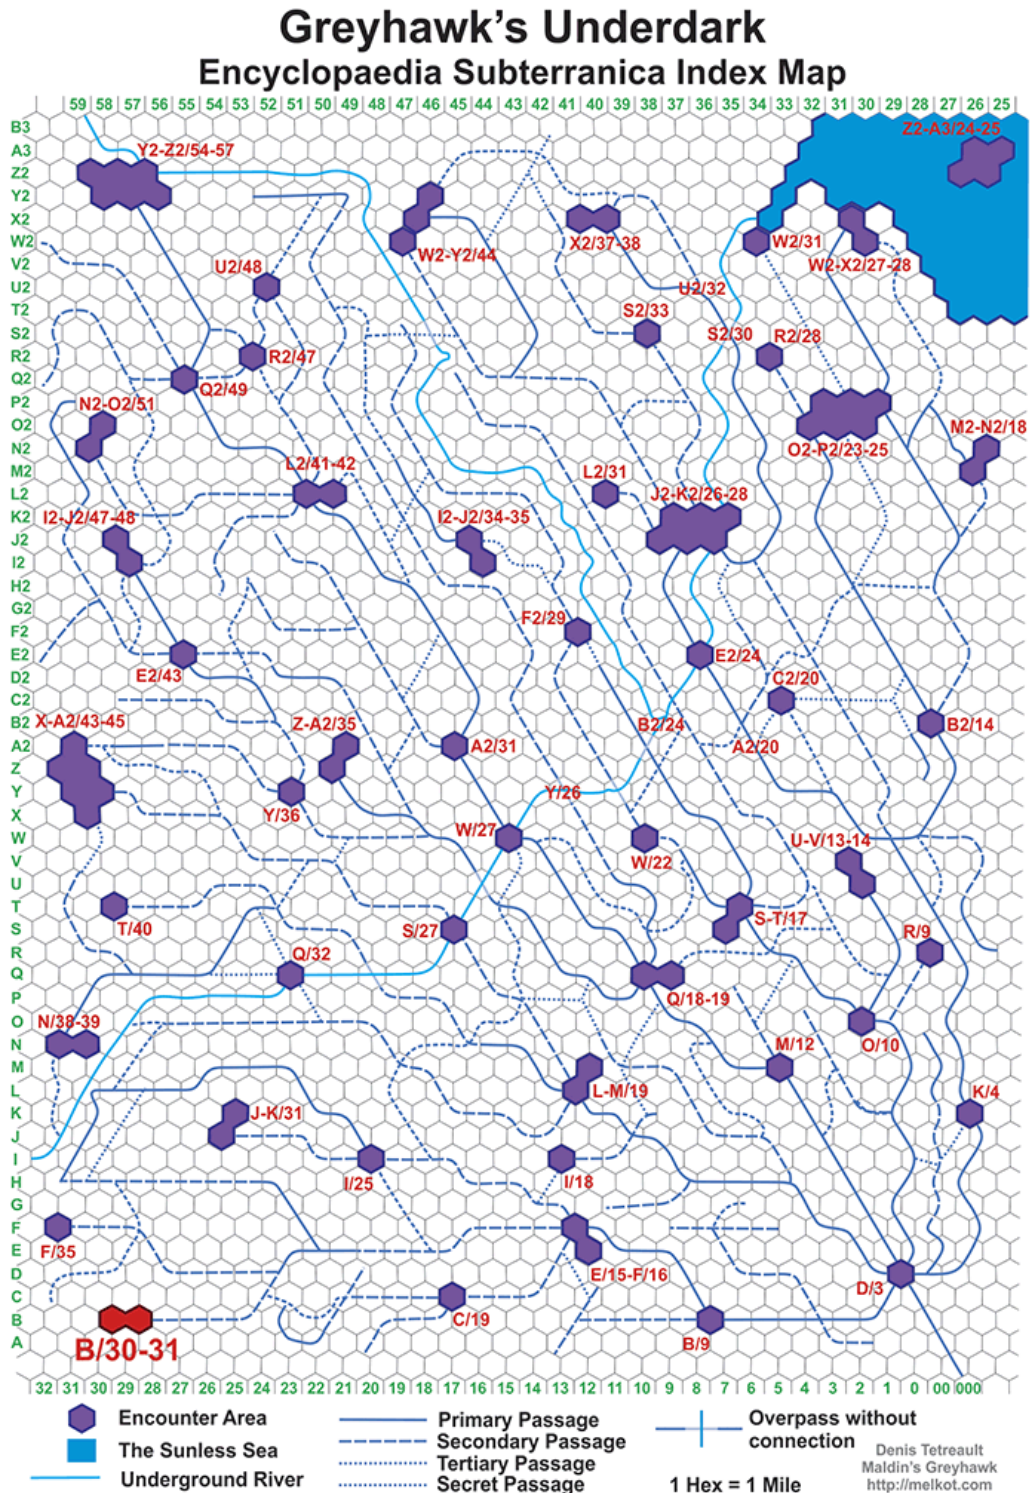 Greyhawk's Underdark
Encyclopaedia Subterranica Index Map
59 58 57 56 55 54 53 52 51 50 49 48 47 46 45 44 43 42 41 40 39 38 37 36 35 34 33 32 31 30 29 28 27 26 25
B3
Z2-A3/24-25
A3
Y2-Z2/54-57
Z2
Y2
X2
W2
X2/37-38
W2/31
W2-Y2/44
V2
U2/48
W2-X2/27-28
U2
U2/32
T2
S2/33
S2
S2/30
R2/28
R2
R2/47
Q2
Q2/49
P2
N2-O2/51
O2
M2-N2/18
N2
O2-P2/23-25
M2
L2/41-42
L2/31
L2
J2-K2/26-28
K2
I2-J2/47-48
I2-J2/34-35
J2
I2
H2
G2
F2/29
F2
E2
E2/24
E2/43
D2
C2/20
C2
X-A2/43-45
Z-A2/35
B2
B2/24
B2/14
A2
A2/31
A2/20
Z
Y
Y/26
Y/36
X
W/27
W
U-V/13-14
V
W/22
U
T
S-T/17
T/40
S
S/27
R/9
R
Q/32
Q
P
Q/18-19
O
N/38-39
N
O/10
M/12
M
L
L-M/19
K/4
K
J-K/31
J
I
I/25
I/18
H
G
F
F/35
E
D
E/15-F/16
D/3
C
C/19
B
B/9
A
B/30-31
32 31 30 29 28 27 26 25 24 23 22 21 20 19 18 17 16 15 14 13 12 11 10 9 8 7 6 5 4 3 2 1 0 00 000
Encounter Area
Primary Passage
Overpass without
connection
Secondary Passage
The Sunless Sea
Tertiary Passage
Underground River
Secret Passage
1 Hex = 1 Mile
Denis Tetreault
Maldin's Greyhawk
http://melkot.com